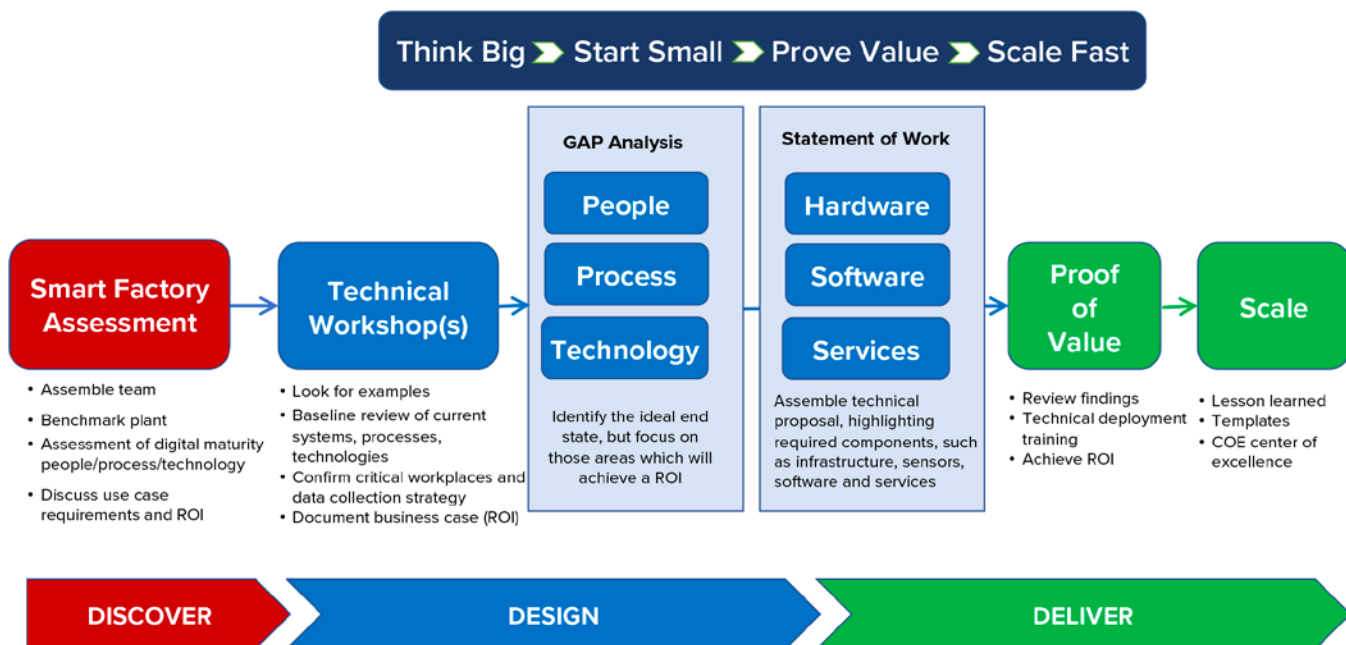 Think Big Start Small Prove Value Scale Fast
GAP Analysis
People
Process
Technology
Identify the ideal end
state, but focus on
those areas which will
achieve a ROI
Statement of Work
Hardware
Software
Services
Assemble technical
proposal, highlighting
required components, such
as infrastructure, sensors,
software and services
Smart Factory
Assessment
• Assemble team
• Benchmark plant
• Assessment of digital maturity
people/process/technology
• Discuss use case
requirements and ROI
Technical
Workshop(s)
• Look for examples
• Baseline review of current
systems, processes,
technologies
• Confirm critical workplaces and
data collection strategy
• Document business case (ROI)
Proof
of
Value
• Review findings
• Technical deployment
training
• Achieve ROI
Scale
• Lesson learned
• Templates
• COE center of
excellence
DISCOVER
DESIGN
DELIVER